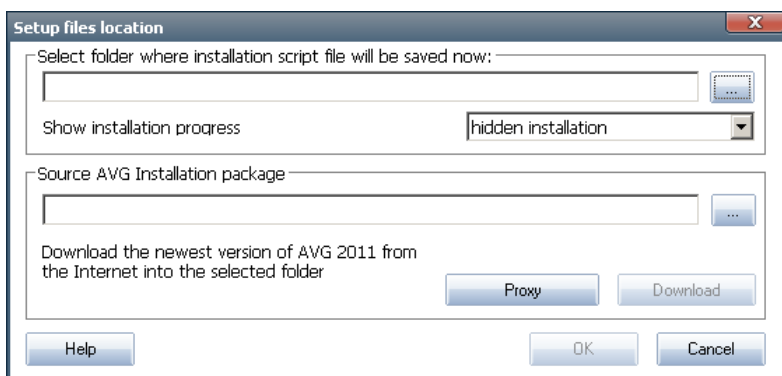 Setup files location
X
Select folder where installation script file will be saved now:
...
Show installation progress
hidden installation
Source AVG Installation package
...
Download the newest version of AVG 2011 from
the Internet into the selected folder
Proxy
Download
Help
OK
Cancel